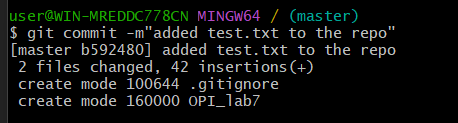 user@WIN-MREDDC778CN MINGW64 / (master)
$ git commit -m"added test.txt to the repo"
[master b592480] added test.txt to the repo
 2 files changed, 42 insertions(+)
 create mode 100644 .gitignore
 create mode 160000 OPI_lab7